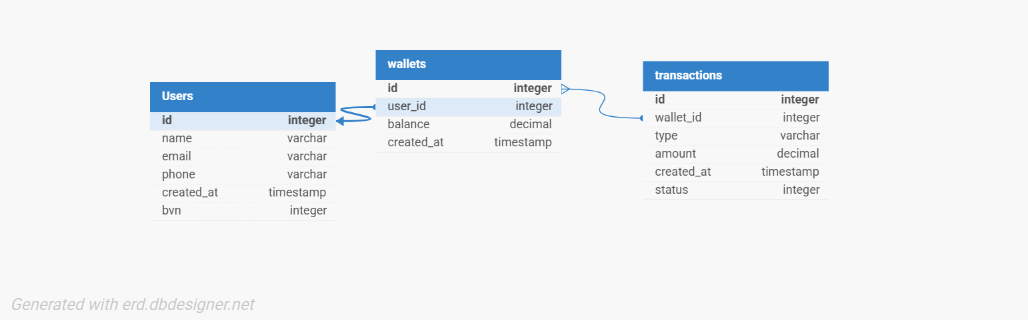 Users
id integer
name varchar
email varchar
phone varchar
created_at timestamp
bvn integer
wallets
id integer
user_id integer
balance decimal
created_at timestamp
transactions
id integer
wallet_id integer
type varchar
amount decimal
created_at timestamp
status integer
Generated with erd.dbdesigner.net